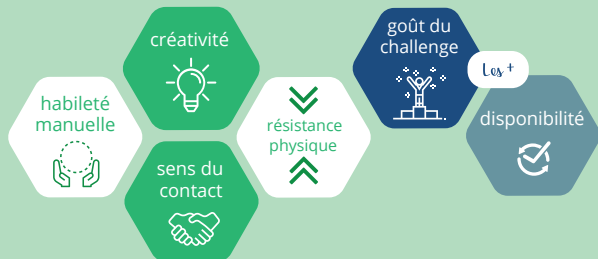 habileté
manuelle
créativité
sens du
contact
résistance
physique
goût du
challenge
Les +
disponibilité